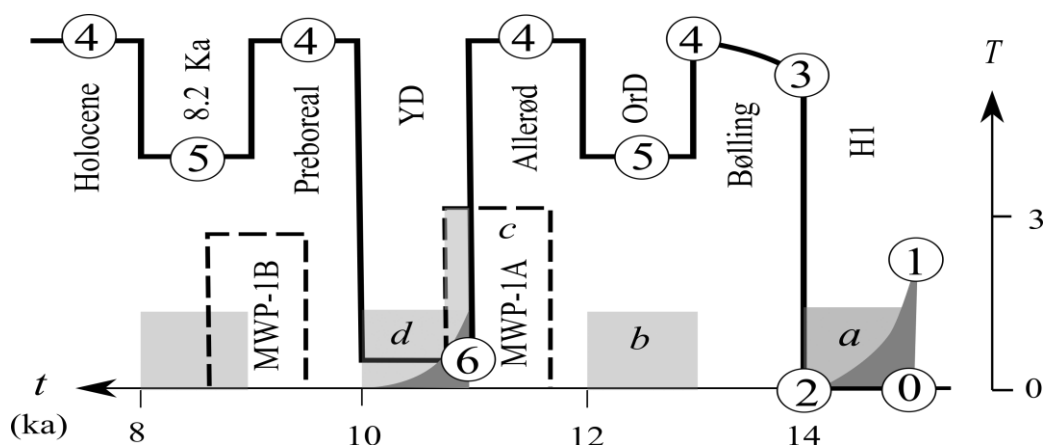 4 4 4 4 3
T
Holocene
8.2 Ka
Preboreal
YD
Allerød
OrD
Bølling
H1
5 5
3
MWP-1B
c
MWP-1A
1
d
b
a
6
2
0
0
t
(ka)
8 10 12 14